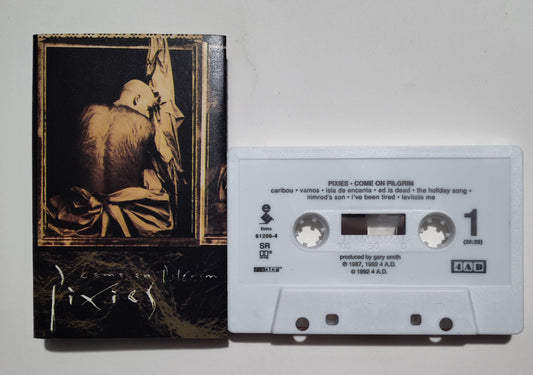 come on Pilgrim
pixies
PIXIES • COME ON PILGRIM
caribou • vamos • isla de encanta • ed is dead • the holiday song •
nimrod's son • i've been tired • levitate me
e
61296-4
SR
1
(20:28)
produced by gary smith
℗ 1987, 1992 4 A.D.
© 1992 4 A.D.
4AD